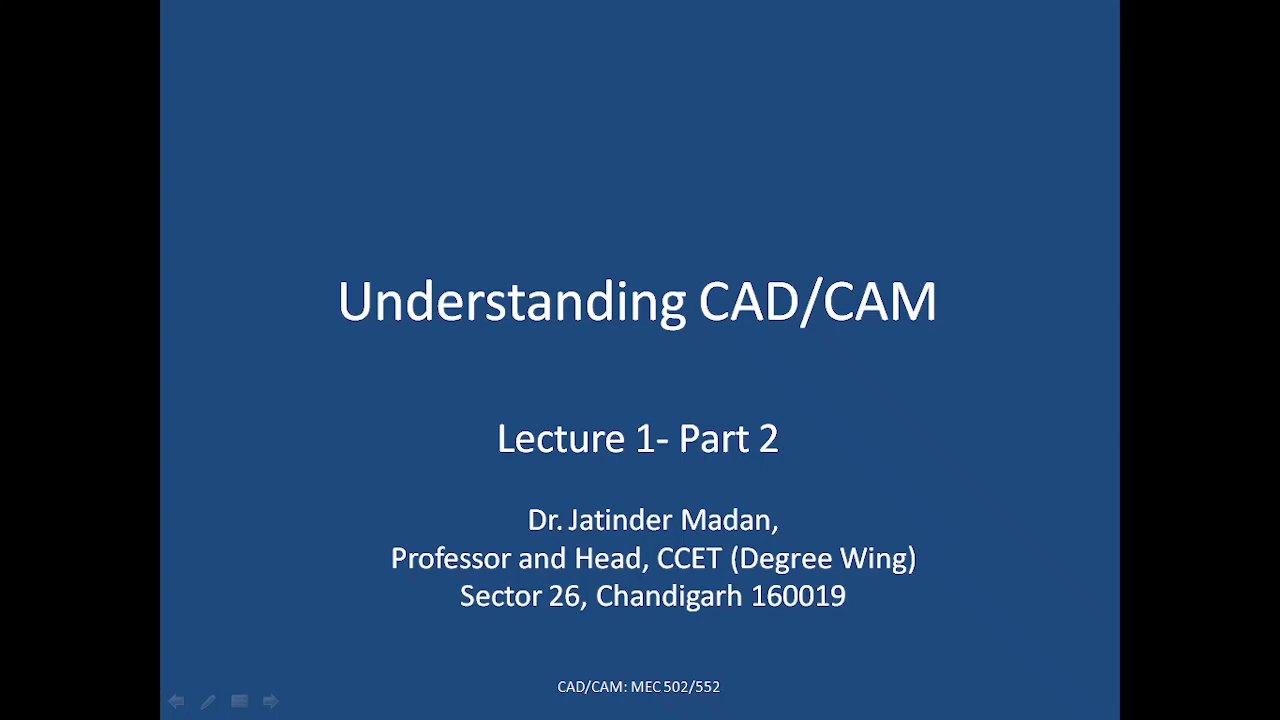 Understanding CAD/CAM
Lecture 1- Part 2
Dr. Jatinder Madan,
Professor and Head, CCET (Degree Wing)
Sector 26, Chandigarh 160019
CAD/CAM: MEC 502/552